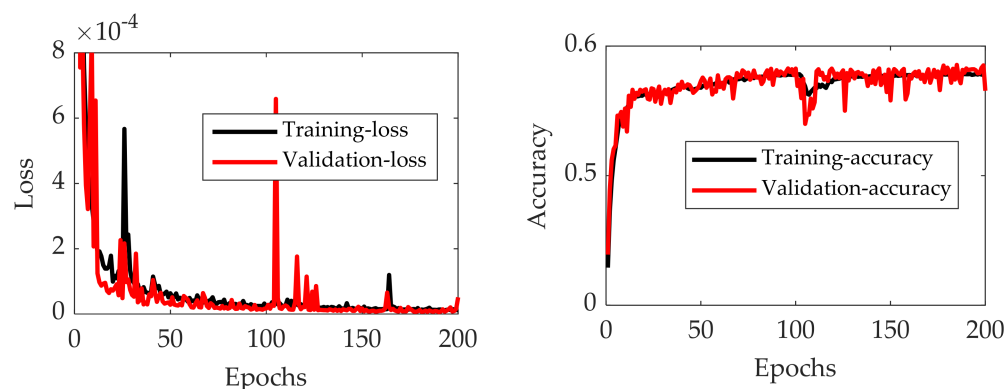 ×10⁻⁴
8
6
4
2
0
Loss
Training-loss
Validation-loss
0 50 100 150 200
Epochs
0.6
0.5
0
Accuracy
Training-accuracy
Validation-accuracy
0 50 100 150 200
Epochs